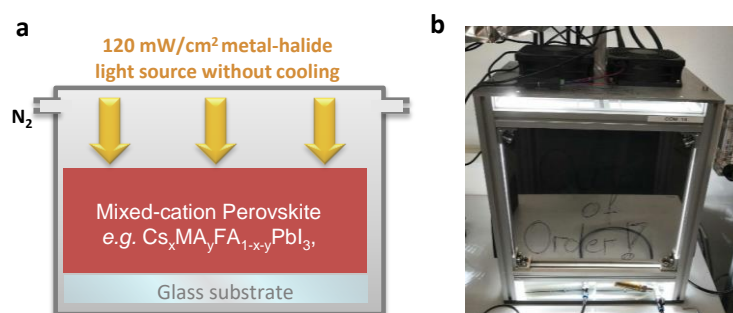 a
120 mW/cm² metal-halide
light source without cooling
N₂
Mixed-cation Perovskite
e.g. CsₓMAᵧFA₁₋ₓ₋ᵧPbI₃,
Glass substrate
b
of
Order!